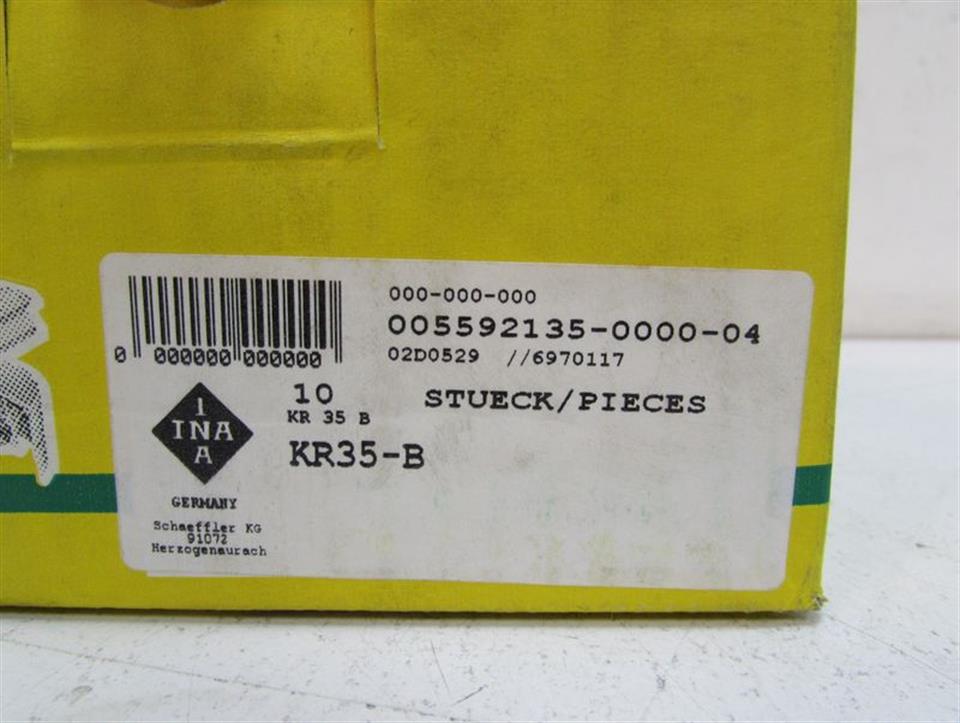 000-000-000
005592135-0000-04
02D0529 //6970117
0 000000 000000
10 STUECK/PIECES
KR 35 B
KR35-B
I
INA
A
GERMANY
Schaeffler KG
91072
Herzogenaurach